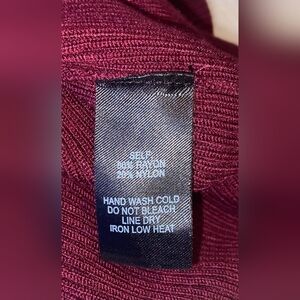 SELF
80% RAYON
20% NYLON
HAND WASH COLD
DO NOT BLEACH
LINE DRY
IRON LOW HEAT